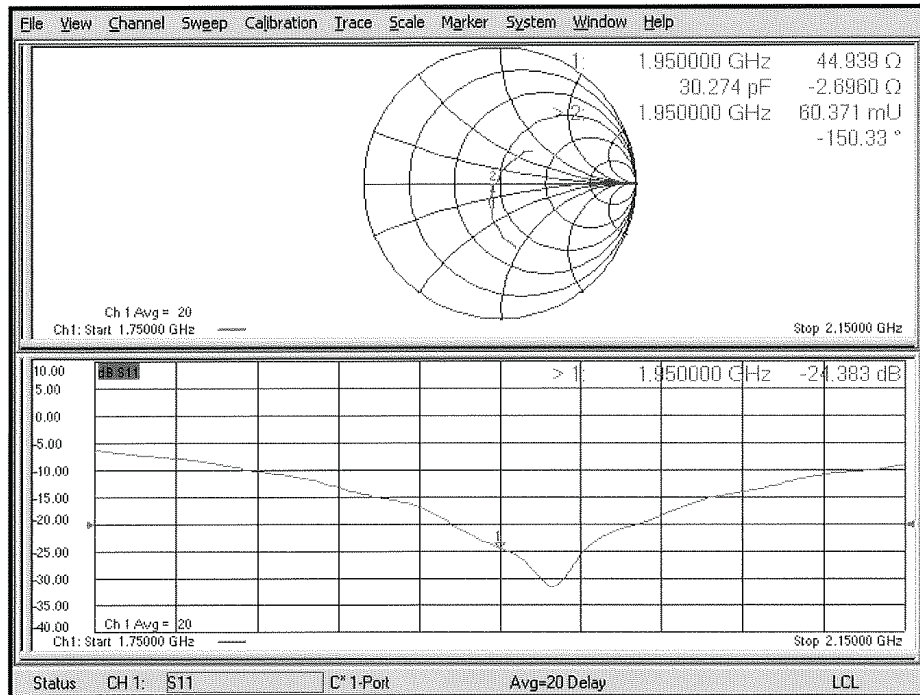 File View Channel Sweep Calibration Trace Scale Marker System Window Help
1: 1.950000 GHz 44.939 Ω
30.274 pF -2.6960 Ω
> 2: 1.950000 GHz 60.371 mU
-150.33 °
2
Ch 1 Avg = 20
Ch1: Start 1.75000 GHz
Stop 2.15000 GHz
10.00
dB S11
> 1: 1.950000 GHz -24.383 dB
5.00
0.00
-5.00
-10.00
-15.00
-20.00
1
-25.00
-30.00
-35.00
-40.00
Ch 1 Avg = 20
Ch1: Start 1.75000 GHz
Stop 2.15000 GHz
Status CH 1: S11 C* 1-Port Avg=20 Delay LCL